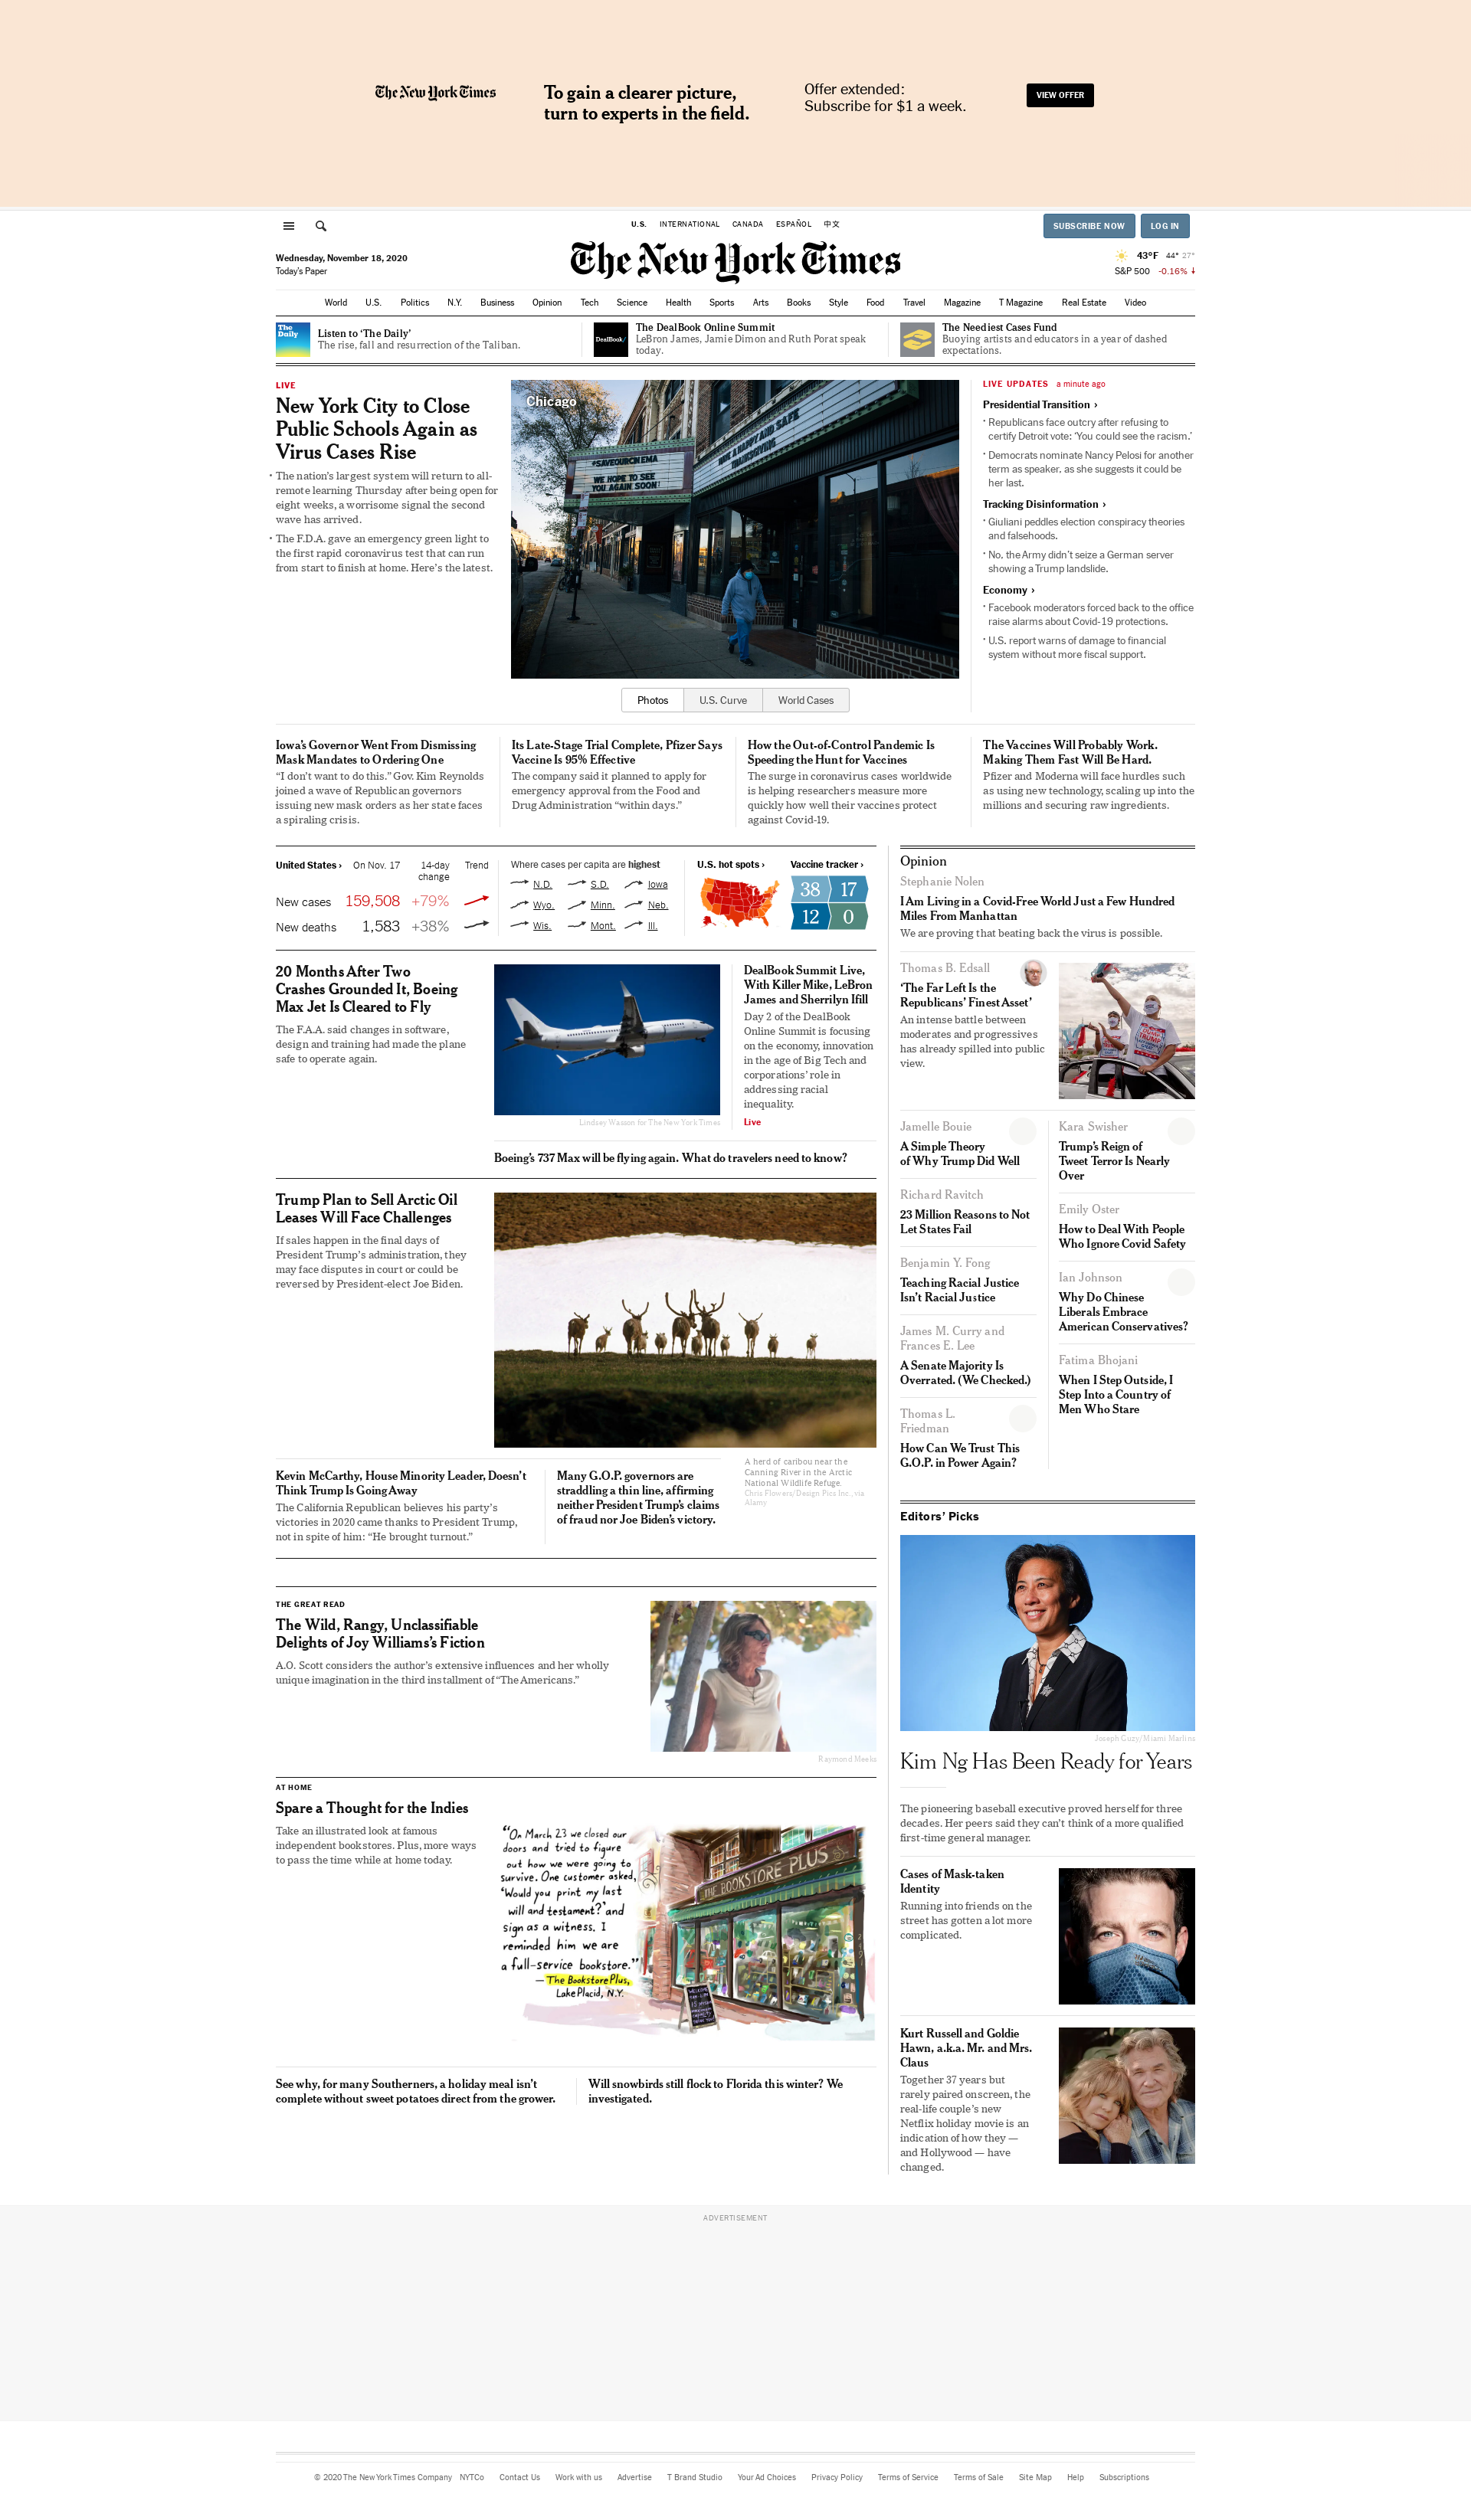 The New York Times
To gain a clearer picture,
turn to experts in the field.
Offer extended:
Subscribe for $1 a week.
VIEW OFFER
U.S. INTERNATIONAL CANADA ESPAÑOL 中文
SUBSCRIBE NOW LOG IN
Wednesday, November 18, 2020
Today's Paper
The New York Times
43°F 44° 27°
S&P 500 -0.16%
World U.S. Politics N.Y. Business Opinion Tech Science Health Sports Arts Books Style Food Travel Magazine T Magazine Real Estate Video
The
Daily
Listen to ‘The Daily’
The rise, fall and resurrection of the Taliban.
DealBook/
The DealBook Online Summit
LeBron James, Jamie Dimon and Ruth Porat speak
today.
The Neediest Cases Fund
Buoying artists and educators in a year of dashed
expectations.
LIVE
New York City to Close
Public Schools Again as
Virus Cases Rise
• The nation’s largest system will return to all-
remote learning Thursday after being open for
eight weeks, a worrisome signal the second
wave has arrived.
• The F.D.A. gave an emergency green light to
the first rapid coronavirus test that can run
from start to finish at home. Here’s the latest.
Chicago
#SAVEOURCINEMA
WE HOPE TO SEE
YOU AGAIN SOON!
HAVE A HAPPY AND SAFE
THANKSGIVING
Photos U.S. Curve World Cases
LIVE UPDATES a minute ago
Presidential Transition ›
• Republicans face outcry after refusing to
certify Detroit vote: ‘You could see the racism.’
• Democrats nominate Nancy Pelosi for another
term as speaker, as she suggests it could be
her last.
Tracking Disinformation ›
• Giuliani peddles election conspiracy theories
and falsehoods.
• No, the Army didn’t seize a German server
showing a Trump landslide.
Economy ›
• Facebook moderators forced back to the office
raise alarms about Covid-19 protections.
• U.S. report warns of damage to financial
system without more fiscal support.
Iowa’s Governor Went From Dismissing
Mask Mandates to Ordering One
“I don’t want to do this.” Gov. Kim Reynolds
joined a wave of Republican governors
issuing new mask orders as her state faces
a spiraling crisis.
Its Late-Stage Trial Complete, Pfizer Says
Vaccine Is 95% Effective
The company said it planned to apply for
emergency approval from the Food and
Drug Administration “within days.”
How the Out-of-Control Pandemic Is
Speeding the Hunt for Vaccines
The surge in coronavirus cases worldwide
is helping researchers measure more
quickly how well their vaccines protect
against Covid-19.
The Vaccines Will Probably Work.
Making Them Fast Will Be Hard.
Pfizer and Moderna will face hurdles such
as using new technology, scaling up into the
millions and securing raw ingredients.
United States › On Nov. 17 14-day Trend
change
New cases 159,508 +79%
New deaths 1,583 +38%
Where cases per capita are highest
N.D. S.D. Iowa
Wyo. Minn. Neb.
Wis. Mont. Ill.
U.S. hot spots ›
Vaccine tracker ›
38 17
12 0
20 Months After Two
Crashes Grounded It, Boeing
Max Jet Is Cleared to Fly
The F.A.A. said changes in software,
design and training had made the plane
safe to operate again.
Lindsey Wasson for The New York Times
DealBook Summit Live,
With Killer Mike, LeBron
James and Sherrilyn Ifill
Day 2 of the DealBook
Online Summit is focusing
on the economy, innovation
in the age of Big Tech and
corporations’ role in
addressing racial
inequality.
Live
Boeing’s 737 Max will be flying again. What do travelers need to know?
Trump Plan to Sell Arctic Oil
Leases Will Face Challenges
If sales happen in the final days of
President Trump’s administration, they
may face disputes in court or could be
reversed by President-elect Joe Biden.
A herd of caribou near the
Canning River in the Arctic
National Wildlife Refuge.
Chris Flowers/Design Pics Inc., via
Alamy
Kevin McCarthy, House Minority Leader, Doesn’t
Think Trump Is Going Away
The California Republican believes his party’s
victories in 2020 came thanks to President Trump,
not in spite of him: “He brought turnout.”
Many G.O.P. governors are
straddling a thin line, affirming
neither President Trump’s claims
of fraud nor Joe Biden’s victory.
THE GREAT READ
The Wild, Rangy, Unclassifiable
Delights of Joy Williams’s Fiction
A.O. Scott considers the author’s extensive influences and her wholly
unique imagination in the third installment of “The Americans.”
Raymond Meeks
AT HOME
Spare a Thought for the Indies
Take an illustrated look at famous
independent bookstores. Plus, more ways
to pass the time while at home today.
“On March 23 we closed our
doors and tried to figure
out how we were going to
survive. One customer asked,
‘Would you print my last
will and testament?’ and
sign as a witness. I
reminded him we are
a full-service bookstore.”
— The Bookstore Plus,
Lake Placid, N.Y.
THE BOOKSTORE PLUS
See why, for many Southerners, a holiday meal isn’t
complete without sweet potatoes direct from the grower.
Will snowbirds still flock to Florida this winter? We
investigated.
Opinion
Stephanie Nolen
I Am Living in a Covid-Free World Just a Few Hundred
Miles From Manhattan
We are proving that beating back the virus is possible.
Thomas B. Edsall
‘The Far Left Is the
Republicans’ Finest Asset’
An intense battle between
moderates and progressives
has already spilled into public
view.
TRUMP
Jamelle Bouie
A Simple Theory
of Why Trump Did Well
Richard Ravitch
23 Million Reasons to Not
Let States Fail
Benjamin Y. Fong
Teaching Racial Justice
Isn’t Racial Justice
James M. Curry and
Frances E. Lee
A Senate Majority Is
Overrated. (We Checked.)
Thomas L.
Friedman
How Can We Trust This
G.O.P. in Power Again?
Kara Swisher
Trump’s Reign of
Tweet Terror Is Nearly
Over
Emily Oster
How to Deal With People
Who Ignore Covid Safety
Ian Johnson
Why Do Chinese
Liberals Embrace
American Conservatives?
Fatima Bhojani
When I Step Outside, I
Step Into a Country of
Men Who Stare
Editors’ Picks
Joseph Guzy/Miami Marlins
Kim Ng Has Been Ready for Years
The pioneering baseball executive proved herself for three
decades. Her peers said they can’t think of a more qualified
first-time general manager.
Cases of Mask-taken
Identity
Running into friends on the
street has gotten a lot more
complicated.
Kurt Russell and Goldie
Hawn, a.k.a. Mr. and Mrs.
Claus
Together 37 years but
rarely paired onscreen, the
real-life couple’s new
Netflix holiday movie is an
indication of how they —
and Hollywood — have
changed.
ADVERTISEMENT
© 2020 The New York Times Company NYTCo Contact Us Work with us Advertise T Brand Studio Your Ad Choices Privacy Policy Terms of Service Terms of Sale Site Map Help Subscriptions